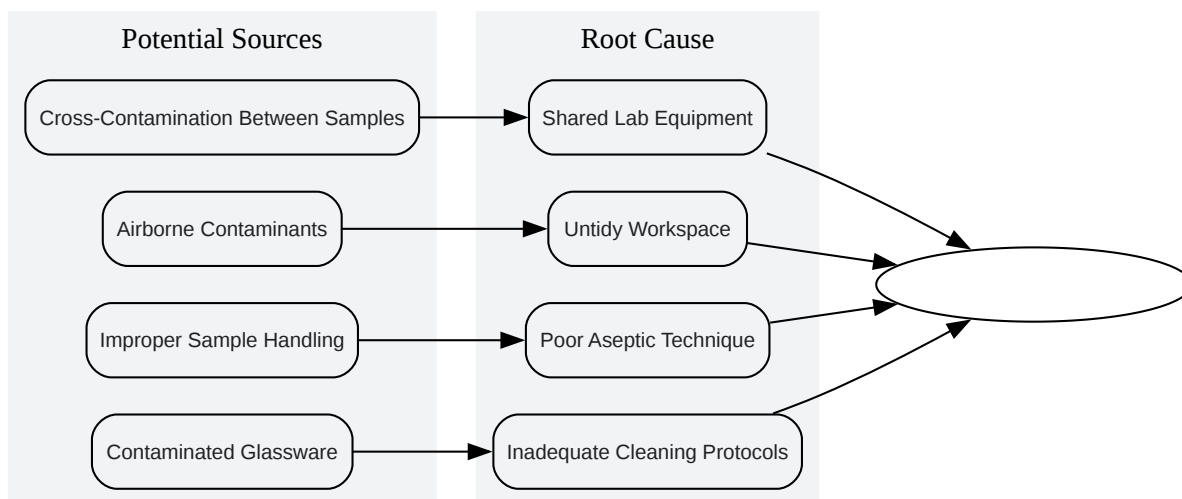 Potential Sources
Root Cause
Cross-Contamination Between Samples
Shared Lab Equipment
Airborne Contaminants
Untidy Workspace
Improper Sample Handling
Poor Aseptic Technique
Contaminated Glassware
Inadequate Cleaning Protocols